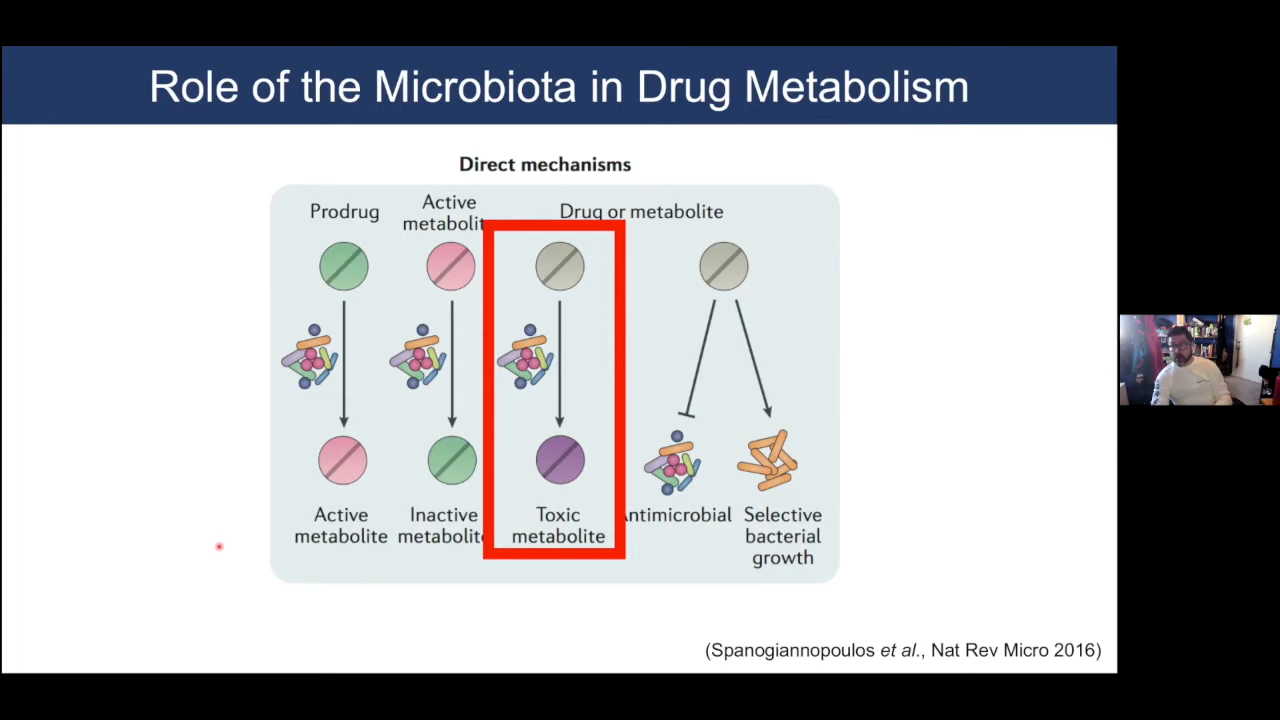 Role of the Microbiota in Drug Metabolism
Direct mechanisms
Prodrug
Active
metabolit
Drug or metabolite
Active
metabolite
Inactive
metabolite
Toxic
metabolite
ntimicrobial
Selective
bacterial
growth
(Spanogiannopoulos et al., Nat Rev Micro 2016)